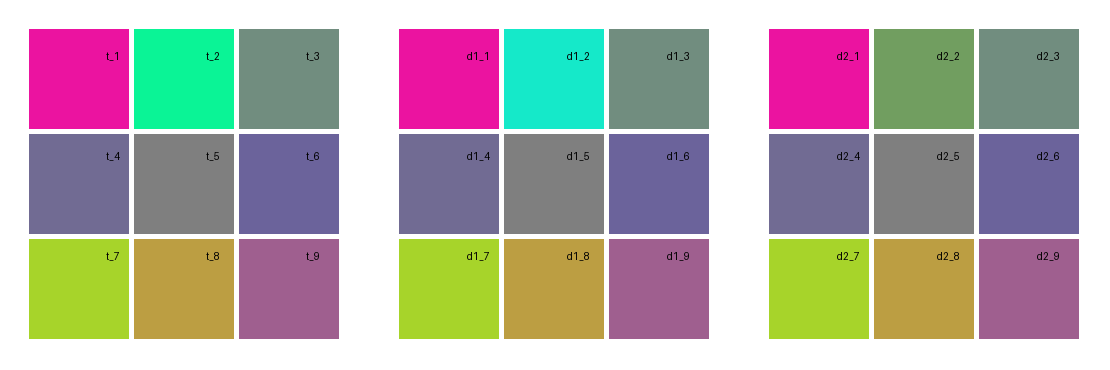 t_1 t_2 t_3 d1_1 d1_2 d1_3 d2_1 d2_2 d2_3
t_4 t_5 t_6 d1_4 d1_5 d1_6 d2_4 d2_5 d2_6
t_7 t_8 t_9 d1_7 d1_8 d1_9 d2_7 d2_8 d2_9